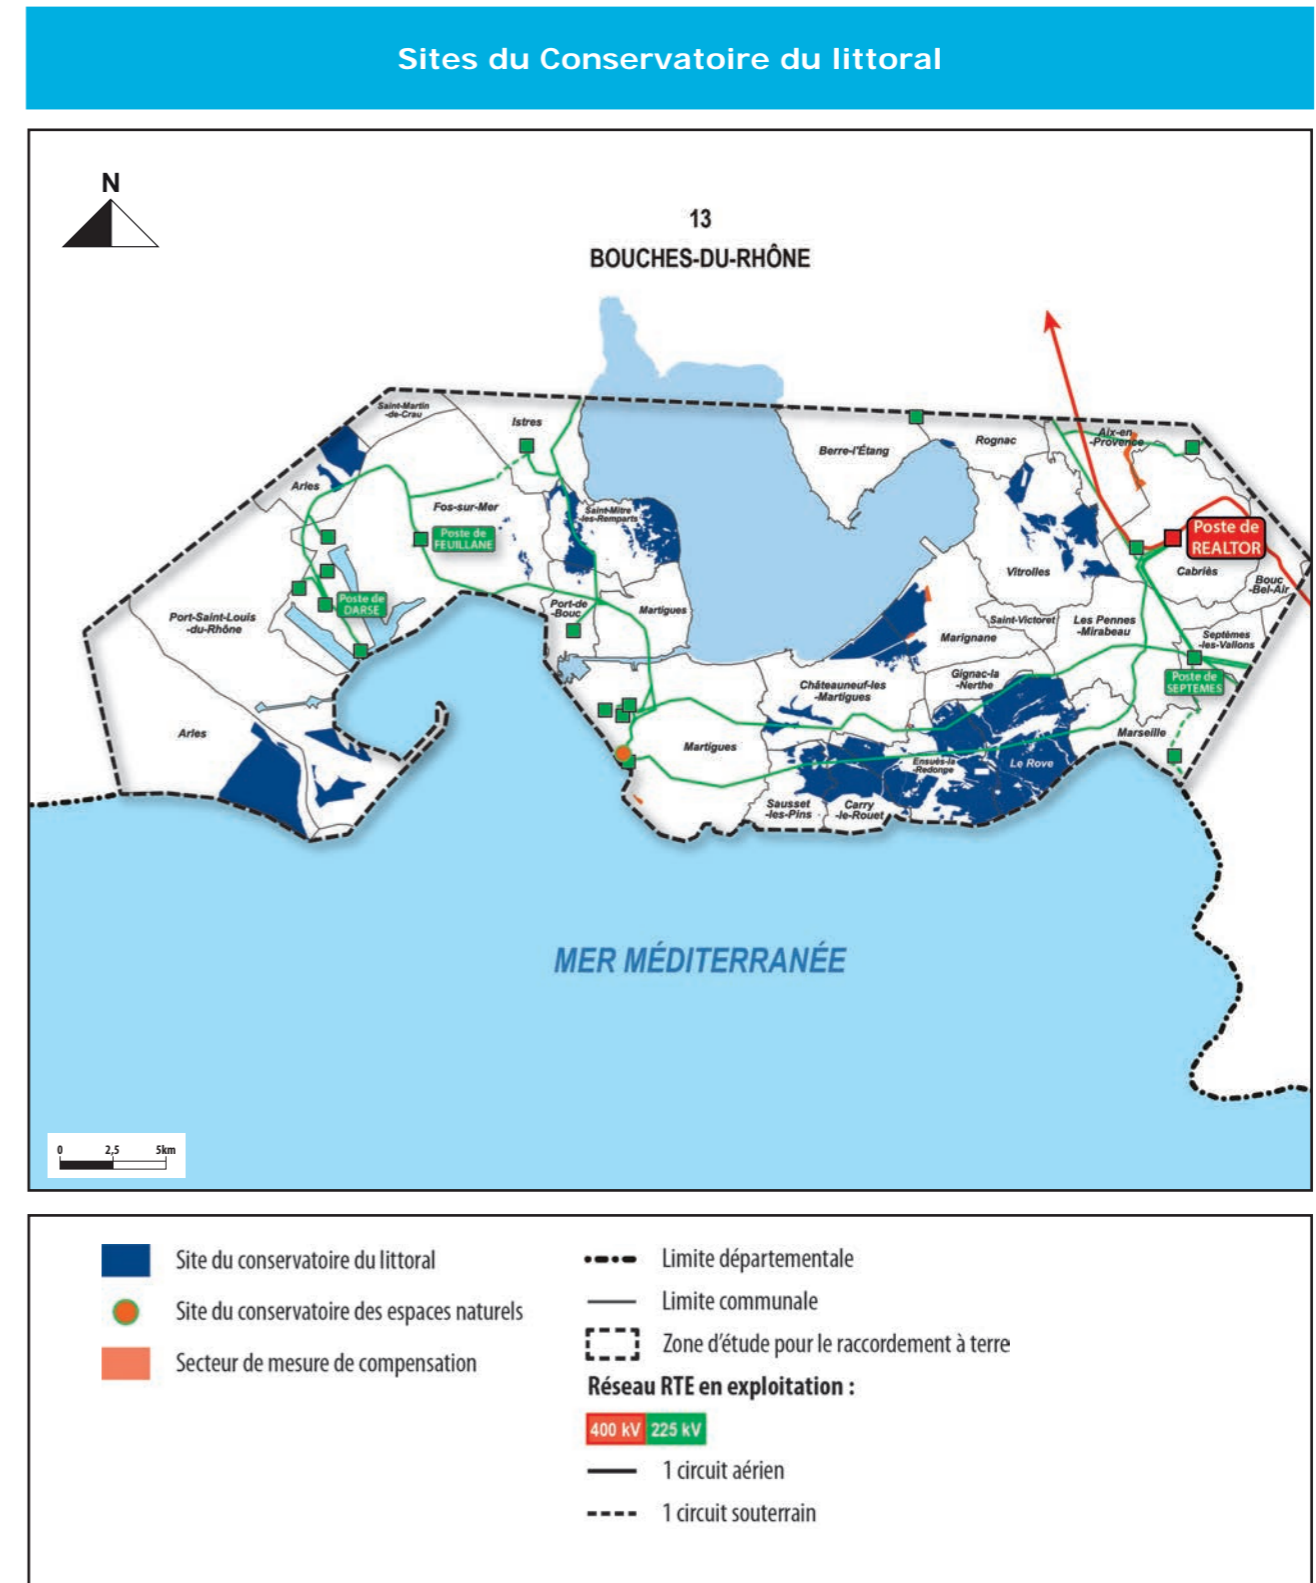 Sites du Conservatoire du littoral
N
13
BOUCHES-DU-RHÔNE
Saint-Martin
-de-Crau
Istres
Aix-en
-Provence
Rognac
Berre-l'Étang
Arles
Fos-sur-Mer
Saint-Mitre
-les-Remparts
Poste de
FEUILLANE
Poste de
REALTOR
Vitrolles
Cabriès
Bouc
-Bel-Air
Poste de
DARSE
Port-de
-Bouc
Martigues
Port-Saint-Louis
-du-Rhône
Saint-Victoret
Les Pennes
-Mirabeau
Marignane
Septèmes
-les-Vallons
Gignac-la
-Nerthe
Poste de
SEPTEMES
Châteauneuf-les
-Martigues
Arles
Martigues
Marseille
Ensuès-la
-Redonne
Le Rove
Sausset
-les-Pins
Carry
-le-Rouet
MER MÉDITERRANÉE
0 2,5 5km
Site du conservatoire du littoral
Site du conservatoire des espaces naturels
Secteur de mesure de compensation
Limite départementale
Limite communale
Zone d'étude pour le raccordement à terre
Réseau RTE en exploitation :
400 kV 225 kV
1 circuit aérien
1 circuit souterrain